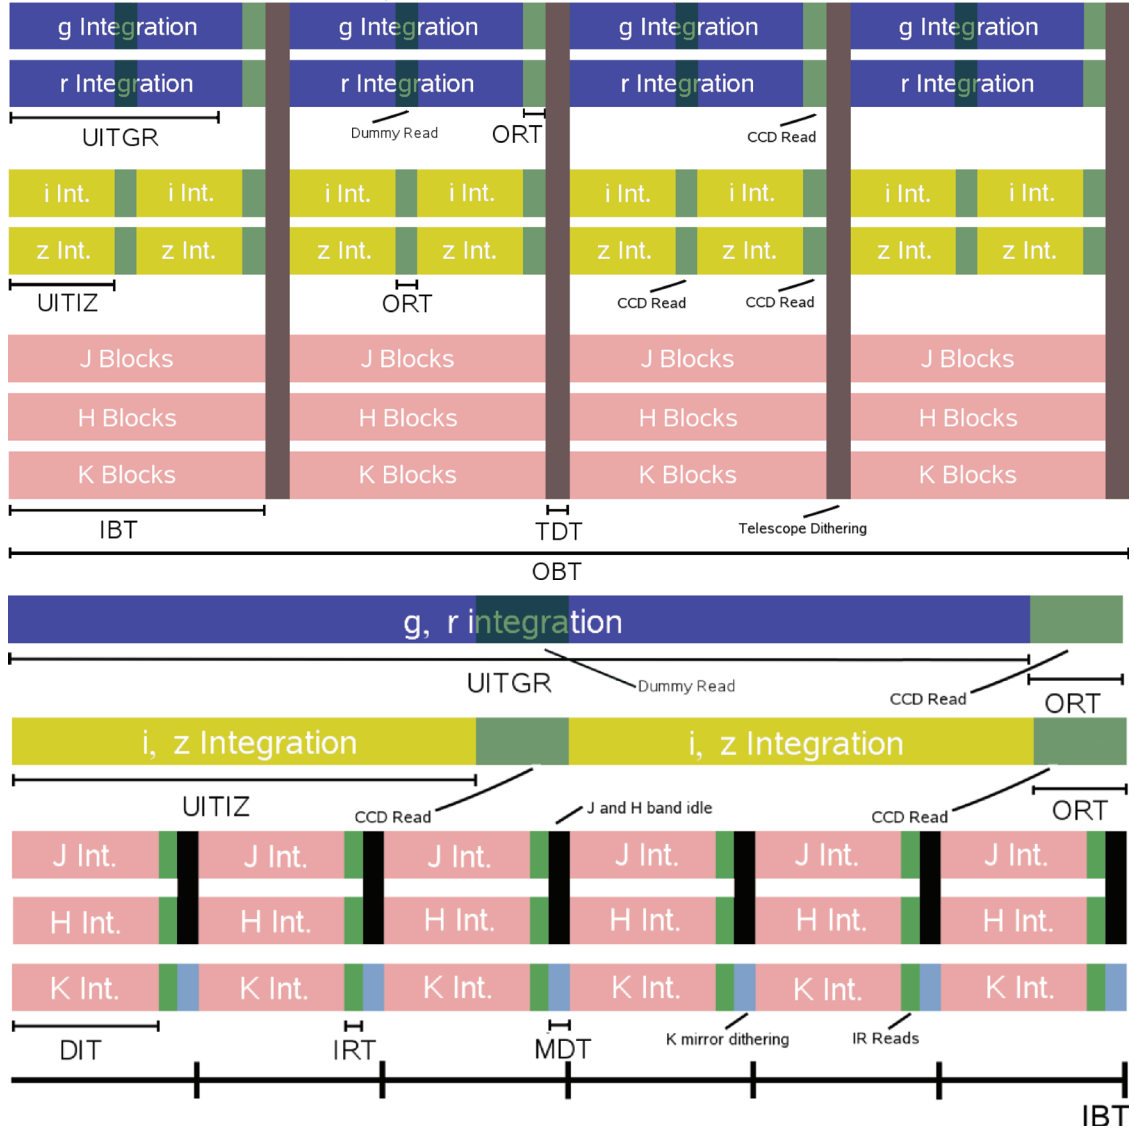 g Integration g Integration g Integration g Integration
r Integration r Integration r Integration r Integration
UITGR Dummy Read ORT CCD Read
i Int. i Int. i Int. i Int. i Int. i Int. i Int. i Int.
z Int. z Int. z Int. z Int. z Int. z Int. z Int. z Int.
UITIZ ORT CCD Read CCD Read
J Blocks J Blocks J Blocks J Blocks
H Blocks H Blocks H Blocks H Blocks
K Blocks K Blocks K Blocks K Blocks
IBT TDT Telescope Dithering
OBT
g, r integration
UITGR Dummy Read CCD Read ORT
i, z Integration i, z Integration
UITIZ CCD Read J and H band idle CCD Read ORT
J Int. J Int. J Int. J Int. J Int. J Int.
H Int. H Int. H Int. H Int. H Int. H Int.
K Int. K Int. K Int. K Int. K Int. K Int.
DIT IRT MDT K mirror dithering IR Reads
IBT